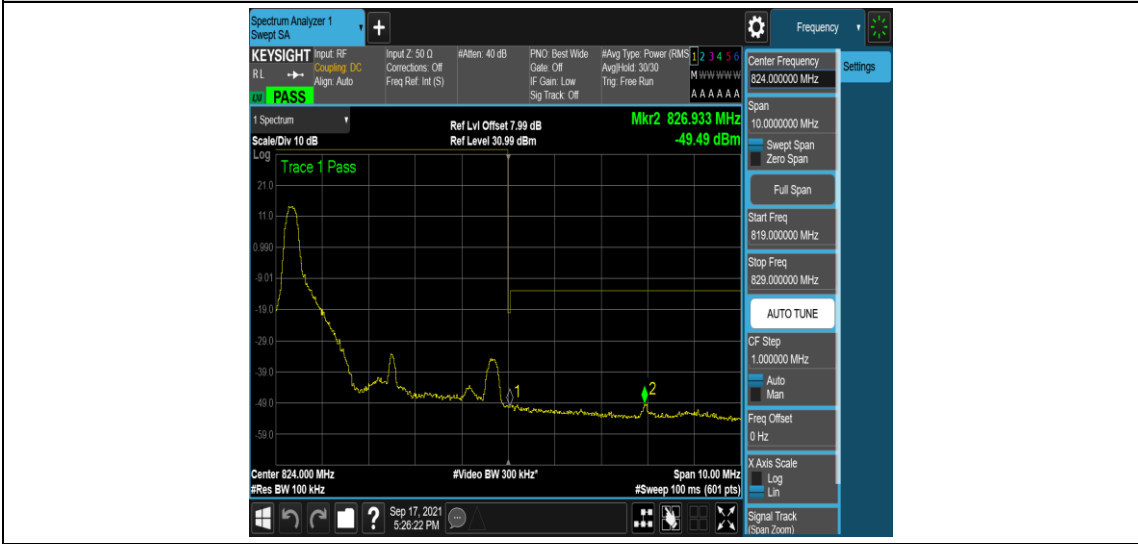 Spectrum Analyzer 1
Swept SA
+
Frequency
KEYSIGHT
RL
PASS
Input: RF
Coupling: DC
Align: Auto
Input Z: 50 Ω
Corrections: Off
Freq Ref: Int (S)
#Atten: 40 dB
PNO: Best Wide
Gate: Off
IF Gain: Low
Sig Track: Off
#Avg Type: Power (RMS
Avg|Hold: 30/30
Trig: Free Run
1 2 3 4 5 6
M W W W W W
A A A A A A
1 Spectrum
Scale/Div 10 dB
Ref Lvl Offset 7.99 dB
Ref Level 30.99 dBm
Mkr2 826.933 MHz
-49.49 dBm
Log
Trace 1 Pass
21.0
11.0
0.990
-9.01
-19.0
-29.0
-39.0
-49.0
-59.0
1
2
Center 824.000 MHz
#Res BW 100 kHz
#Video BW 300 kHz*
Span 10.00 MHz
#Sweep 100 ms (601 pts)
?
Sep 17, 2021
5:26:22 PM
Center Frequency
824.000000 MHz
Settings
Span
10.0000000 MHz
Swept Span
Zero Span
Full Span
Start Freq
819.000000 MHz
Stop Freq
829.000000 MHz
AUTO TUNE
CF Step
1.000000 MHz
Auto
Man
Freq Offset
0 Hz
X Axis Scale
Log
Lin
Signal Track
(Span Zoom)